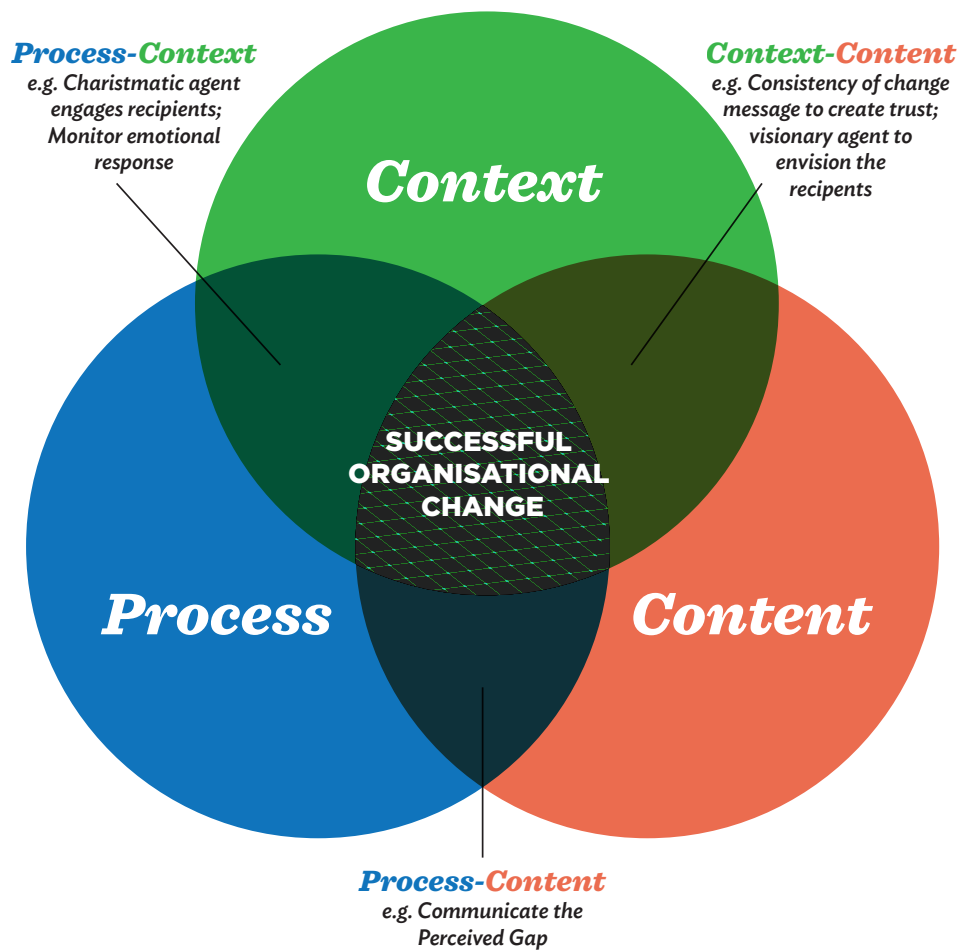 Process-Context
e.g. Charistmatic agent
engages recipients;
Monitor emotional
response
Context-Content
e.g. Consistency of change
message to create trust;
visionary agent to
envision the
recipents
Context
SUCCESSFUL
ORGANISATIONAL
CHANGE
Process
Content
Process-Content
e.g. Communicate the
Perceived Gap